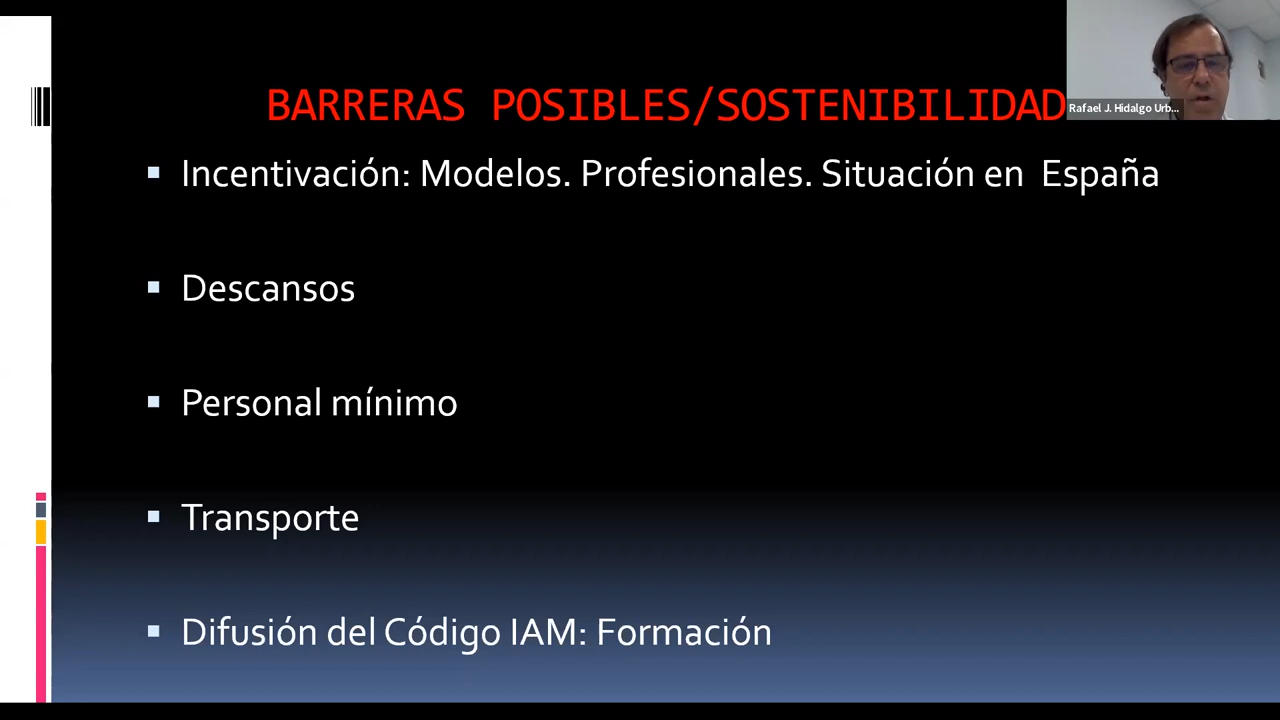 BARRERAS POSIBLES/SOSTENIBILIDAD
Rafael J. Hidalgo Urb...
Incentivación: Modelos. Profesionales. Situación en España
Descansos
Personal mínimo
Transporte
Difusión del Código IAM: Formación